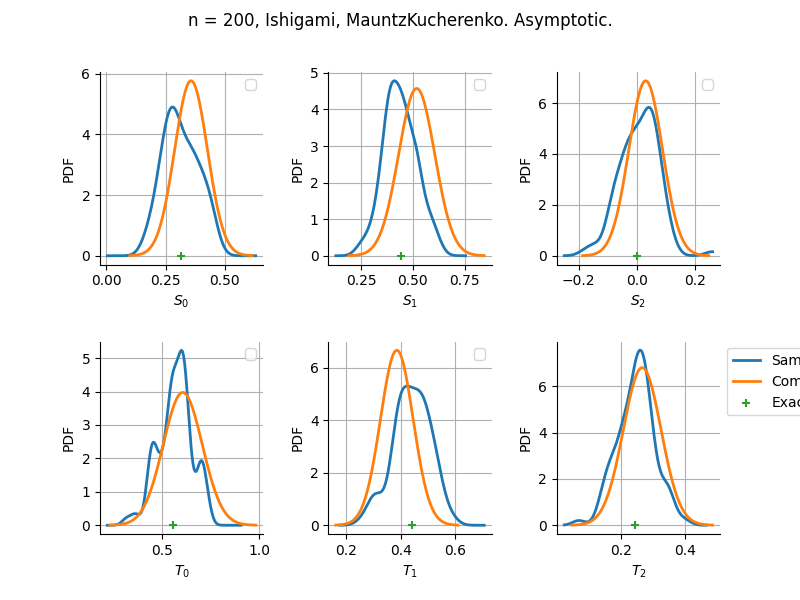 n = 200, Ishigami, MauntzKucherenko. Asymptotic.
PDF
6
4
2
0
0.00 0.25 0.50
S0
PDF
5
4
3
2
1
0
0.25 0.50 0.75
S1
PDF
6
4
2
0
−0.2 0.0 0.2
S2
PDF
5
4
3
2
1
0
0.5 1.0
T0
PDF
6
4
2
0
0.2 0.4 0.6
T1
PDF
6
4
2
0
0.2 0.4
T2
Sam
Com
Exac